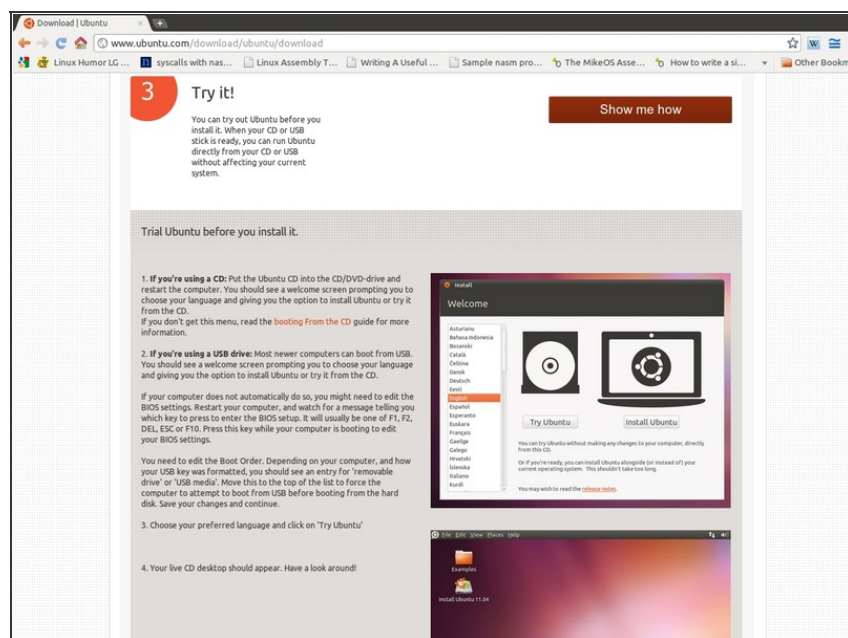 Download | Ubuntu
www.ubuntu.com/download/ubuntu/download
Linux Humor LG ... syscalls with nas... Linux Assembly T... Writing A Useful ... Sample nasm pro... The MikeOS Asse... How to write a si... Other Bookm
3
Try it!
Show me how
You can try out Ubuntu before you
install it. When your CD or USB
stick is ready, you can run Ubuntu
directly from your CD or USB
without affecting your current
system.
Trial Ubuntu before you install it.
1. If you're using a CD: Put the Ubuntu CD into the CD/DVD-drive and
restart the computer. You should see a welcome screen prompting you to
choose your language and giving you the option to install Ubuntu or try it
from the CD.
If you don't get this menu, read the booting From the CD guide for more
information.
2. If you're using a USB drive: Most newer computers can boot from USB.
You should see a welcome screen prompting you to choose your language
and giving you the option to install Ubuntu or try it from the CD.
If your computer does not automatically do so, you might need to edit the
BIOS settings. Restart your computer, and watch for a message telling you
which key to press to enter the BIOS setup. It will usually be one of F1, F2,
DEL, ESC or F10. Press this key while your computer is booting to edit
your BIOS settings.
You need to edit the Boot Order. Depending on your computer, and how
your USB key was formatted, you should see an entry for 'removable
drive' or 'USB media'. Move this to the top of the list to force the
computer to attempt to boot from USB before booting from the hard
disk. Save your changes and continue.
3. Choose your preferred language and click on 'Try Ubuntu'
4. Your live CD desktop should appear. Have a look around!
Install
Welcome
Asturianu
Bahasa Indonesia
Bosanski
Català
Čeština
Dansk
Deutsch
Eesti
English
Español
Esperanto
Euskara
Français
Gaeilge
Galego
Hrvatski
Íslenska
Italiano
Kurdî
Try Ubuntu
Install Ubuntu
You can try Ubuntu without making any changes to your computer, directly
from this CD.
Or if you're ready, you can install Ubuntu alongside (or instead of) your
current operating system. This shouldn't take too long.
You may wish to read the release notes.
File Edit View Places Help
Examples
Install Ubuntu 11.04